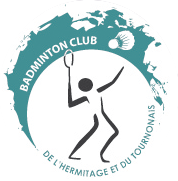 BADMINTON CLUB
DE L'HERMITAGE ET DU TOURNONAIS